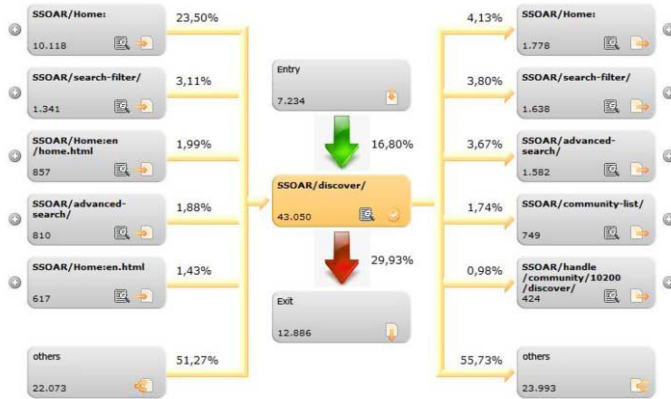 SSOAR/Home:
10.118
23,50%
SSOAR/search-filter/
1.341
3,11%
SSOAR/Home:en
/home.html
857
1,99%
SSOAR/advanced-
search/
810
1,88%
SSOAR/Home:en.html
617
1,43%
others
22.073
51,27%
Entry
7.234
16,80%
SSOAR/discover/
43.050
29,93%
Exit
12.886
4,13%
SSOAR/Home:
1.778
3,80%
SSOAR/search-filter/
1.638
3,67%
SSOAR/advanced-
search/
1.582
1,74%
SSOAR/community-list/
749
0,98%
SSOAR/handle
/community/10200
/discover/
424
55,73%
others
23.993